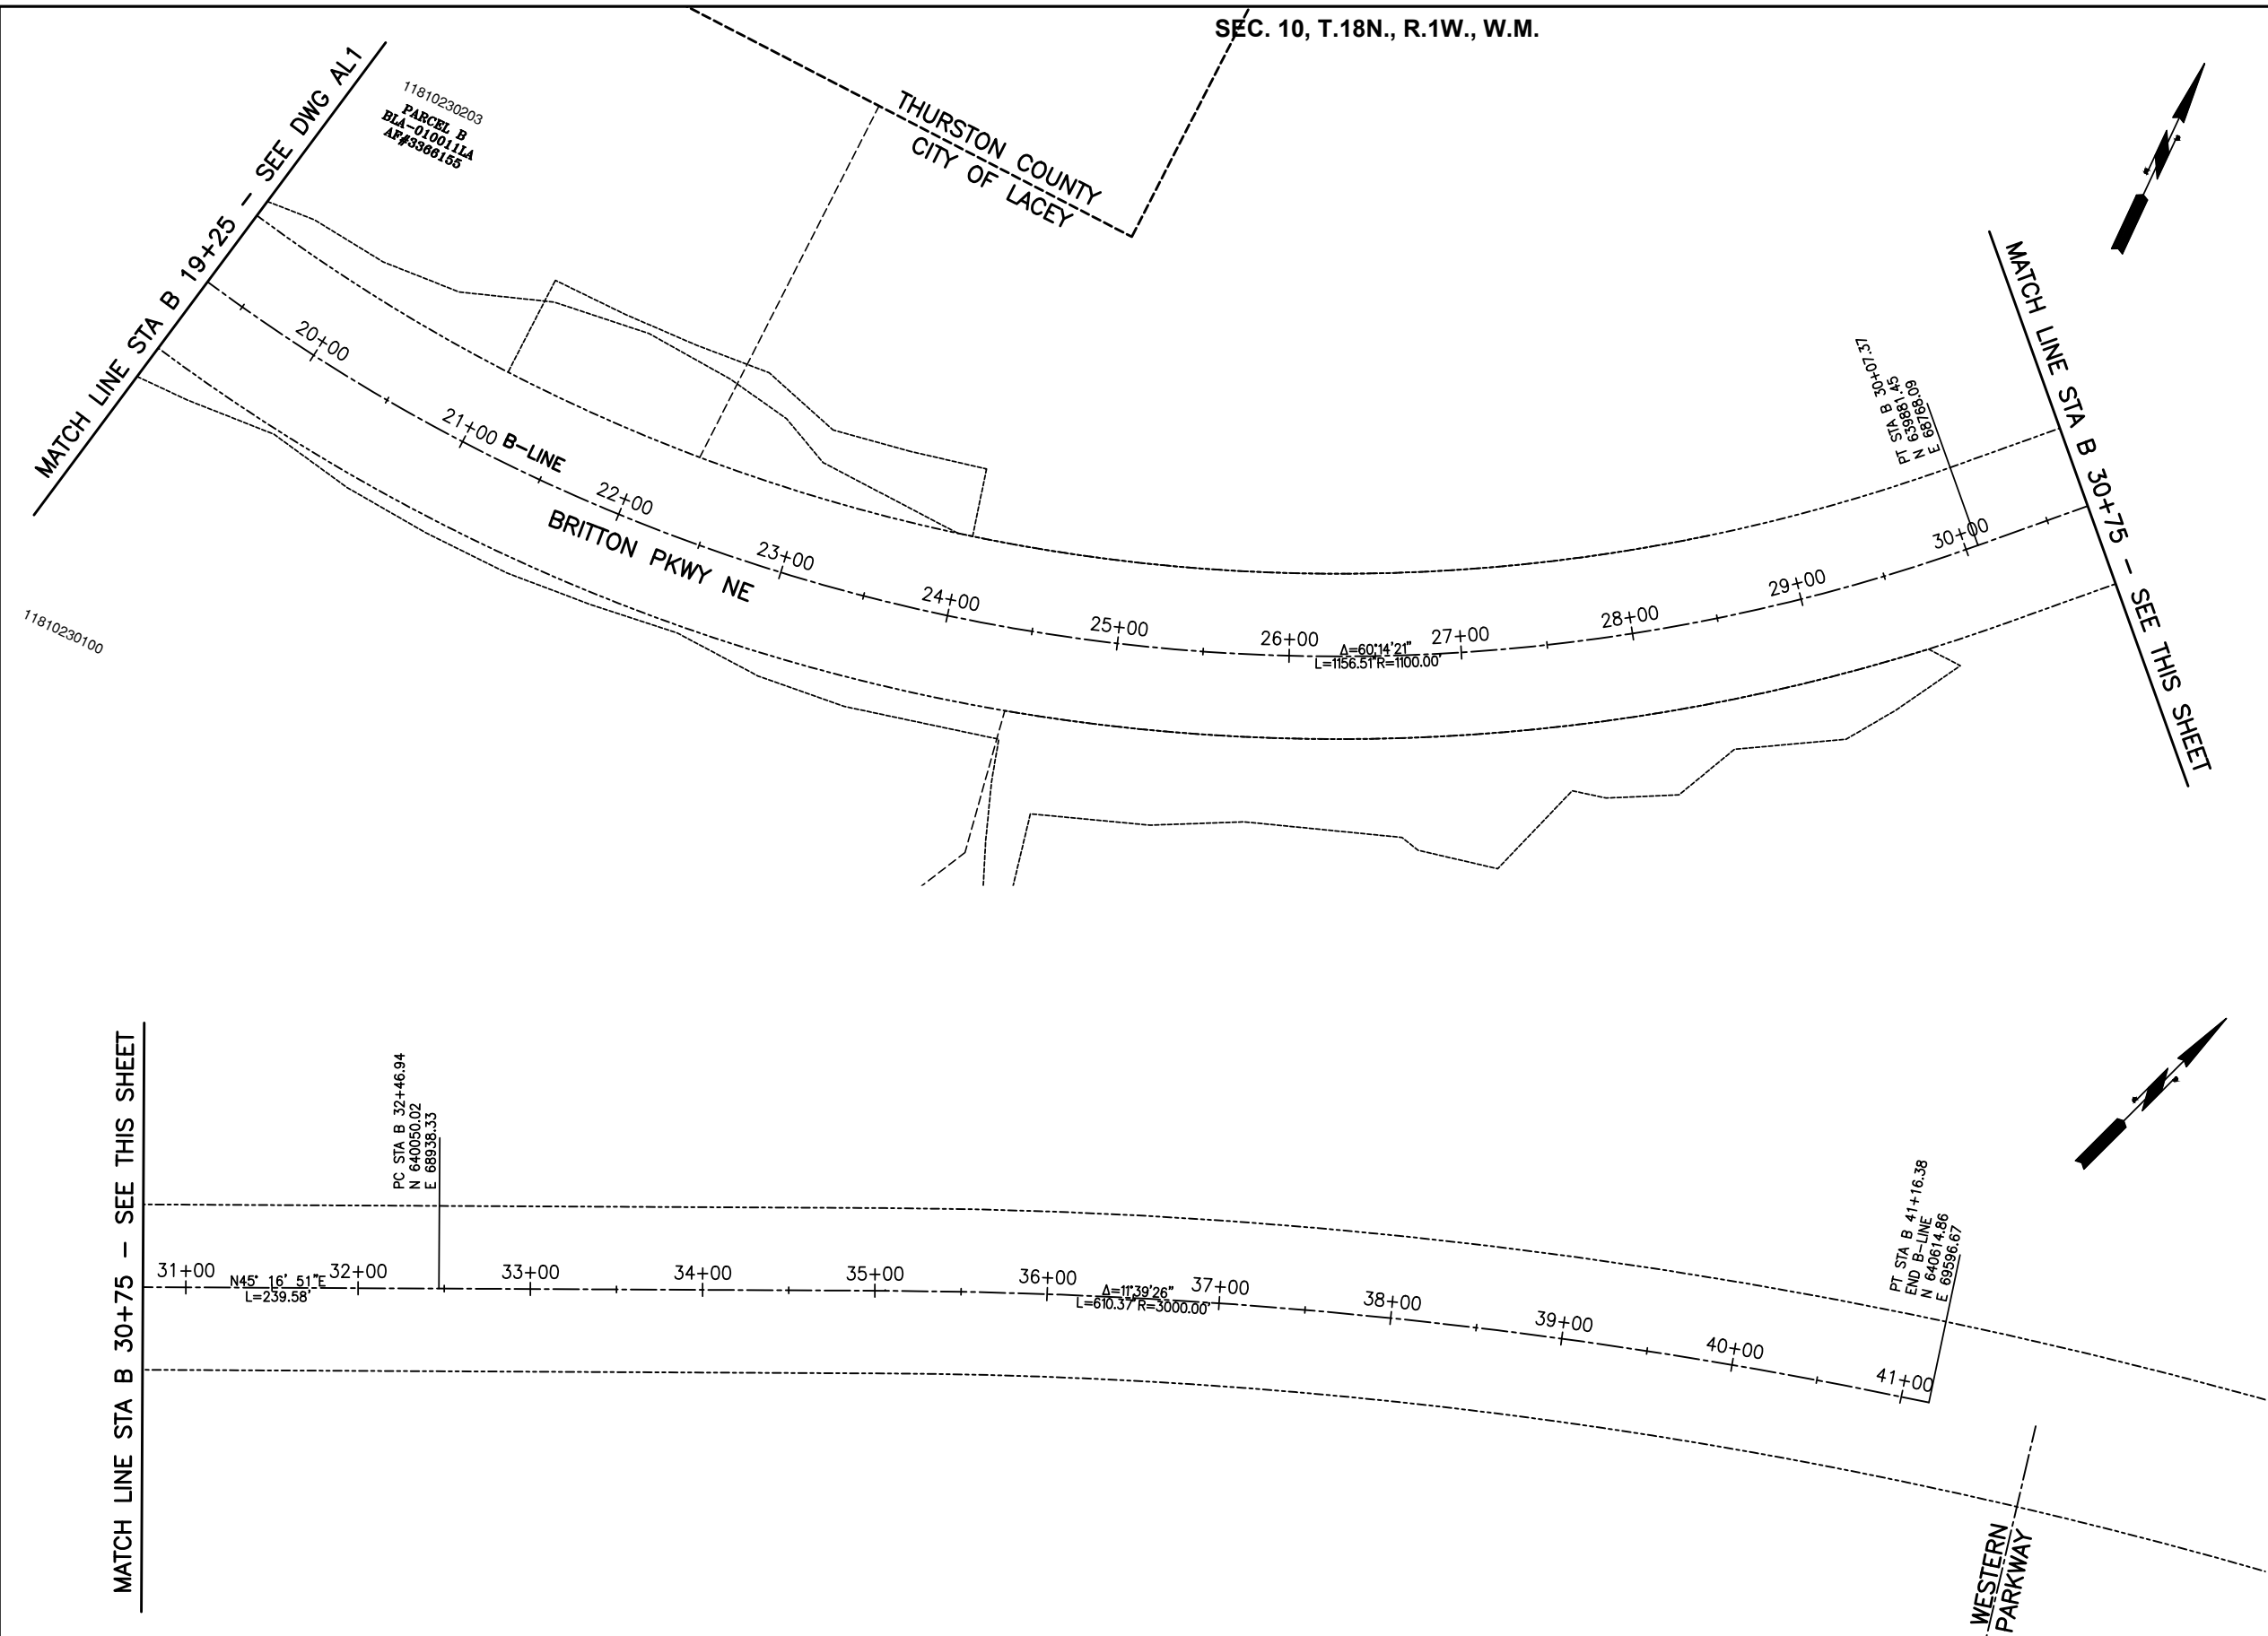 SEC. 10, T.18N., R.1W., W.M.
MATCH LINE STA B 19+25 - SEE DWG AL1
11810230203
PARCEL B
BLA-010011LA
AF#3366155
THURSTON COUNTY
CITY OF LACEY
MATCH LINE STA B 30+75 - SEE THIS SHEET
PT STA B 30+07.37
N 639881.45
E 68768.09
20+00
21+00
B-LINE
22+00
BRITTON PKWY NE
23+00
24+00
25+00
26+00
Δ=60°14'21"
L=1156.51' R=1100.00'
27+00
28+00
29+00
30+00
11810230100
MATCH LINE STA B 30+75 - SEE THIS SHEET
PC STA B 32+46.94
N 640050.02
E 68938.33
31+00
N45° 16' 51"E
L=239.58'
32+00
33+00
34+00
35+00
36+00
Δ=11°39'26"
L=610.37' R=3000.00'
37+00
38+00
39+00
40+00
41+00
PT STA B 41+16.38
END B-LINE
N 640614.86
E 69596.67
WESTERN
PARKWAY